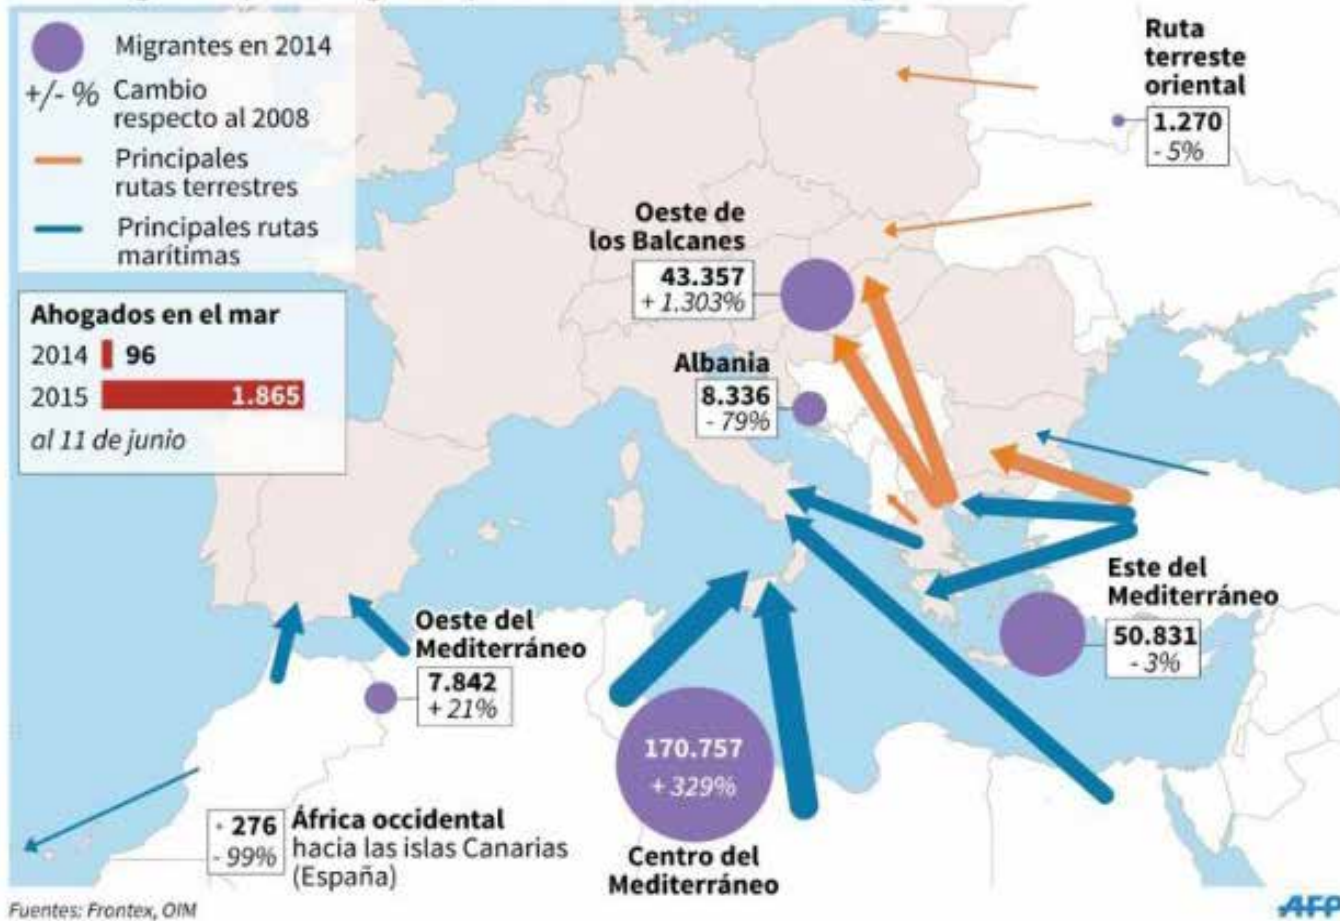 Migrantes en 2014
+/- % Cambio
respecto al 2008
Principales
rutas terrestres
Principales rutas
marítimas
Ahogados en el mar
2014 96
2015 1.865
al 11 de junio
Ruta
terreste
oriental
1.270
- 5%
Oeste de
los Balcanes
43.357
+ 1.303%
Albania
8.336
- 79%
Este del
Mediterráneo
50.831
- 3%
Oeste del
Mediterráneo
7.842
+ 21%
170.757
+ 329%
Centro del
Mediterráneo
276
- 99%
África occidental
hacia las islas Canarias
(España)
Fuentes: Frontex, OIM
AFP